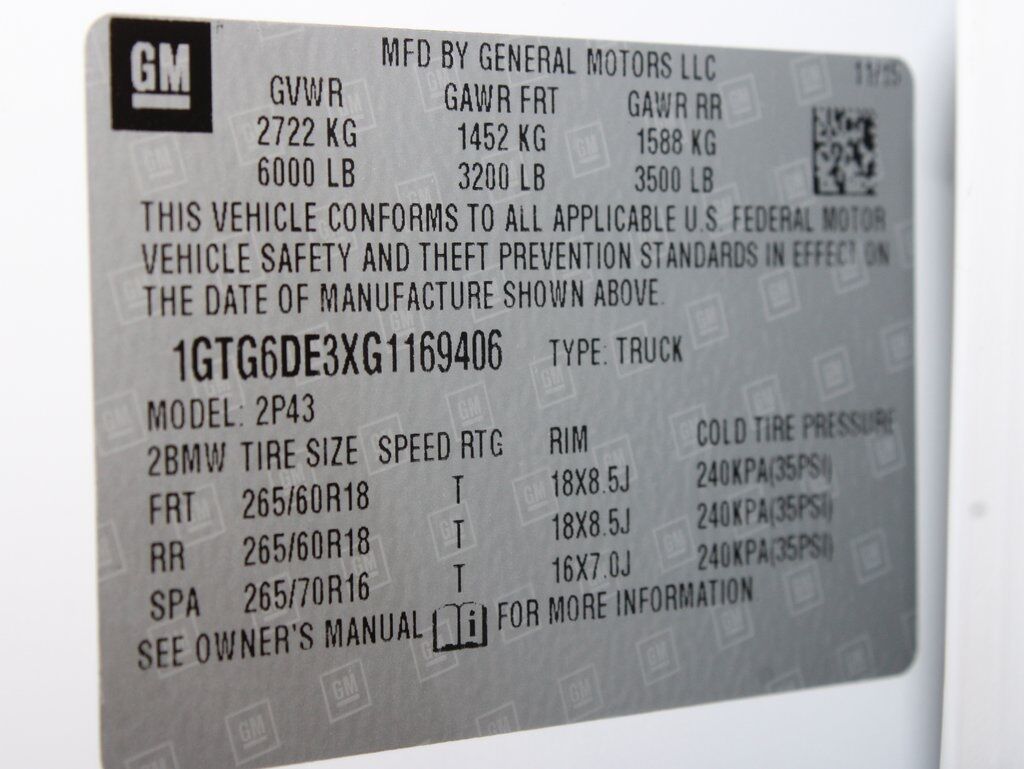 GM
MFD BY GENERAL MOTORS LLC 11/15
GVWR GAWR FRT GAWR RR
2722 KG 1452 KG 1588 KG
6000 LB 3200 LB 3500 LB
THIS VEHICLE CONFORMS TO ALL APPLICABLE U.S. FEDERAL MOTOR
VEHICLE SAFETY AND THEFT PREVENTION STANDARDS IN EFFECT ON
THE DATE OF MANUFACTURE SHOWN ABOVE.
1GTG6DE3XG1169406 TYPE: TRUCK
MODEL: 2P43
2BMW TIRE SIZE SPEED RTG RIM COLD TIRE PRESSURE
FRT 265/60R18 T 18X8.5J 240KPA(35PSI)
RR 265/60R18 T 18X8.5J 240KPA(35PSI)
SPA 265/70R16 T 16X7.0J 240KPA(35PSI)
SEE OWNER'S MANUAL i FOR MORE INFORMATION